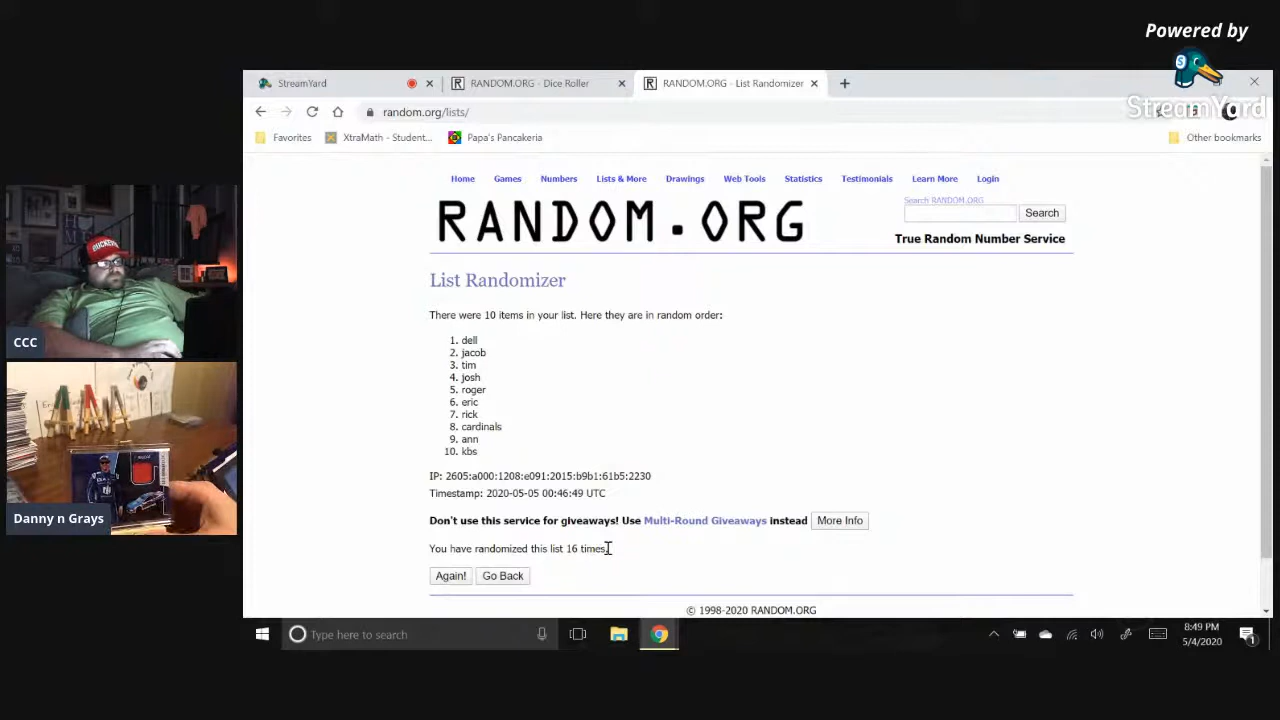 Powered by
StreamYard
StreamYard
RANDOM.ORG - Dice Roller
RANDOM.ORG - List Randomizer
random.org/lists/
Favorites
XtraMath - Student...
Papa's Pancakeria
Other bookmarks
Home Games Numbers Lists & More Drawings Web Tools Statistics Testimonials Learn More Login
RANDOM.ORG
Search RANDOM.ORG
Search
True Random Number Service
List Randomizer
There were 10 items in your list. Here they are in random order:
1. dell
2. jacob
3. tim
4. josh
5. roger
6. eric
7. rick
8. cardinals
9. ann
10. kbs
IP: 2605:a000:1208:e091:2015:b9b1:61b5:2230
Timestamp: 2020-05-05 00:46:49 UTC
Don't use this service for giveaways! Use Multi-Round Giveaways instead More Info
You have randomized this list 16 times.
Again! Go Back
© 1998-2020 RANDOM.ORG
CCC
Danny n Grays
Type here to search
8:49 PM
5/4/2020
1